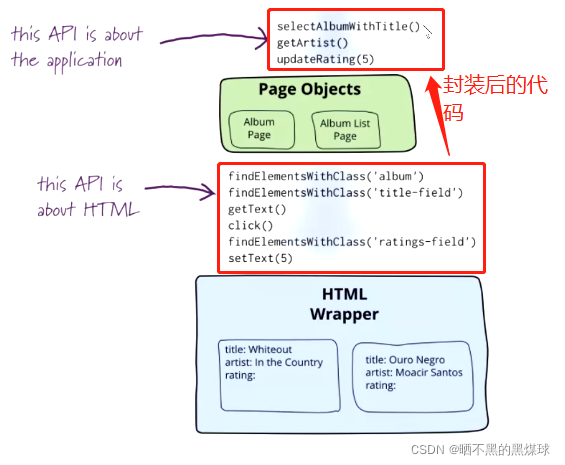 this API is about
the application
selectAlbumWithTitle()
getArtist()
updateRating(5)
封装后的代
码
Page Objects
Album
Page
Album List
Page
this API is
about HTML
findElementsWithClass('album')
findElementsWithClass('title-field')
getText()
click()
findElementsWithClass('ratings-field')
setText(5)
HTML
Wrapper
title: Whiteout
artist: In the Country
rating:
title: Ouro Negro
artist: Moacir Santos
rating:
CSDN @晒不黑的黑煤球